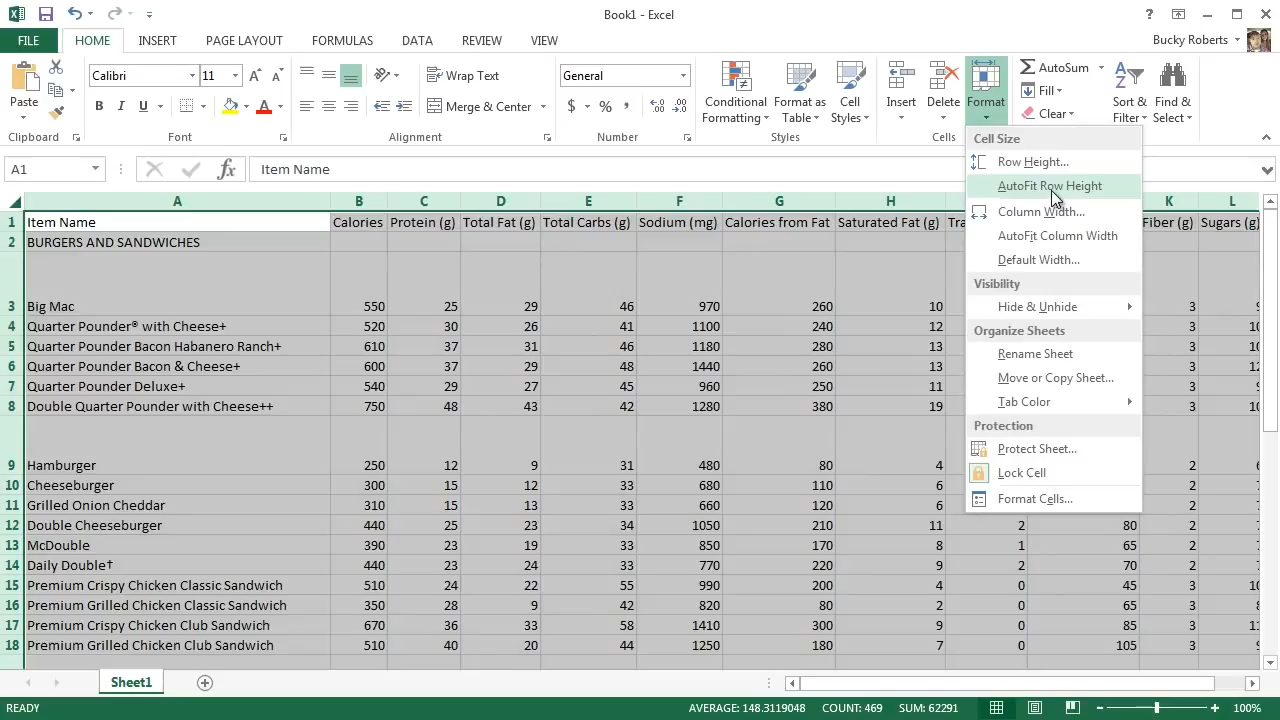 Book1 - Excel
FILE HOME INSERT PAGE LAYOUT FORMULAS DATA REVIEW VIEW Bucky Roberts
Calibri 11 Wrap Text General AutoSum
Fill
Paste B I U Merge & Center $ % Conditional Formatting Format as Table Cell Styles Insert Delete Format Clear Sort & Filter Find & Select
Clipboard Font Alignment Number Styles Cells
A1 fx Item Name
Cell Size
Row Height...
AutoFit Row Height
Column Width...
AutoFit Column Width
Default Width...
Visibility
Hide & Unhide
Organize Sheets
Rename Sheet
Move or Copy Sheet...
Tab Color
Protection
Protect Sheet...
Lock Cell
Format Cells...
A B C D E F G H K L
1 Item Name Calories Protein (g) Total Fat (g) Total Carbs (g) Sodium (mg) Calories from Fat Saturated Fat (g) Fiber (g) Sugars (g)
2 BURGERS AND SANDWICHES
3 Big Mac 550 25 29 46 970 260 10 3
4 Quarter Pounder® with Cheese+ 520 30 26 41 1100 240 12 3
5 Quarter Pounder Bacon Habanero Ranch+ 610 37 31 46 1180 280 13 3
6 Quarter Pounder Bacon & Cheese+ 600 37 29 48 1440 260 13 3
7 Quarter Pounder Deluxe+ 540 29 27 45 960 250 11 3
8 Double Quarter Pounder with Cheese++ 750 48 43 42 1280 380 19 3
9 Hamburger 250 12 9 31 480 80 4 2
10 Cheeseburger 300 15 12 33 680 110 6 2
11 Grilled Onion Cheddar 310 15 13 33 660 120 6 2
12 Double Cheeseburger 440 25 23 34 1050 210 11 2 80 2
13 McDouble 390 23 19 33 850 170 8 1 65 2
14 Daily Double† 440 23 24 33 770 220 9 2 70 2
15 Premium Crispy Chicken Classic Sandwich 510 24 22 55 990 200 4 0 45 3
16 Premium Grilled Chicken Classic Sandwich 350 28 9 42 820 80 2 0 65 3
17 Premium Crispy Chicken Club Sandwich 670 36 33 58 1410 300 9 0 85 3
18 Premium Grilled Chicken Club Sandwich 510 40 20 44 1250 180 7 0 105 3
Sheet1
READY AVERAGE: 148.3119048 COUNT: 469 SUM: 62291 100%